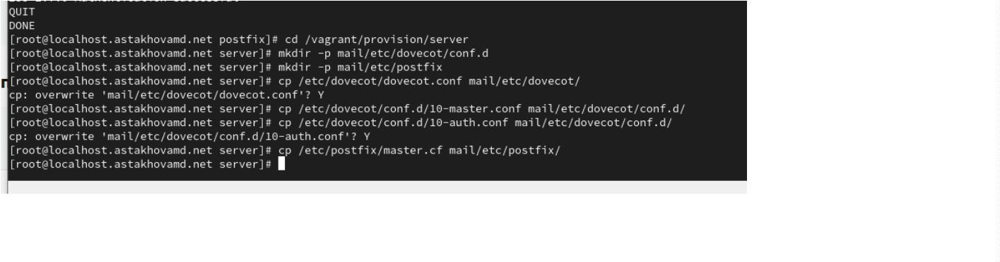 QUIT
DONE
[root@localhost.astakhovamd.net postfix]# cd /vagrant/provision/server
[root@localhost.astakhovamd.net server]# mkdir -p mail/etc/dovecot/conf.d
[root@localhost.astakhovamd.net server]# mkdir -p mail/etc/postfix
[root@localhost.astakhovamd.net server]# cp /etc/dovecot/dovecot.conf mail/etc/dovecot/
cp: overwrite 'mail/etc/dovecot/dovecot.conf'? Y
[root@localhost.astakhovamd.net server]# cp /etc/dovecot/conf.d/10-master.conf mail/etc/dovecot/conf.d/
[root@localhost.astakhovamd.net server]# cp /etc/dovecot/conf.d/10-auth.conf mail/etc/dovecot/conf.d/
cp: overwrite 'mail/etc/dovecot/conf.d/10-auth.conf'? Y
[root@localhost.astakhovamd.net server]# cp /etc/postfix/master.cf mail/etc/postfix/
[root@localhost.astakhovamd.net server]#